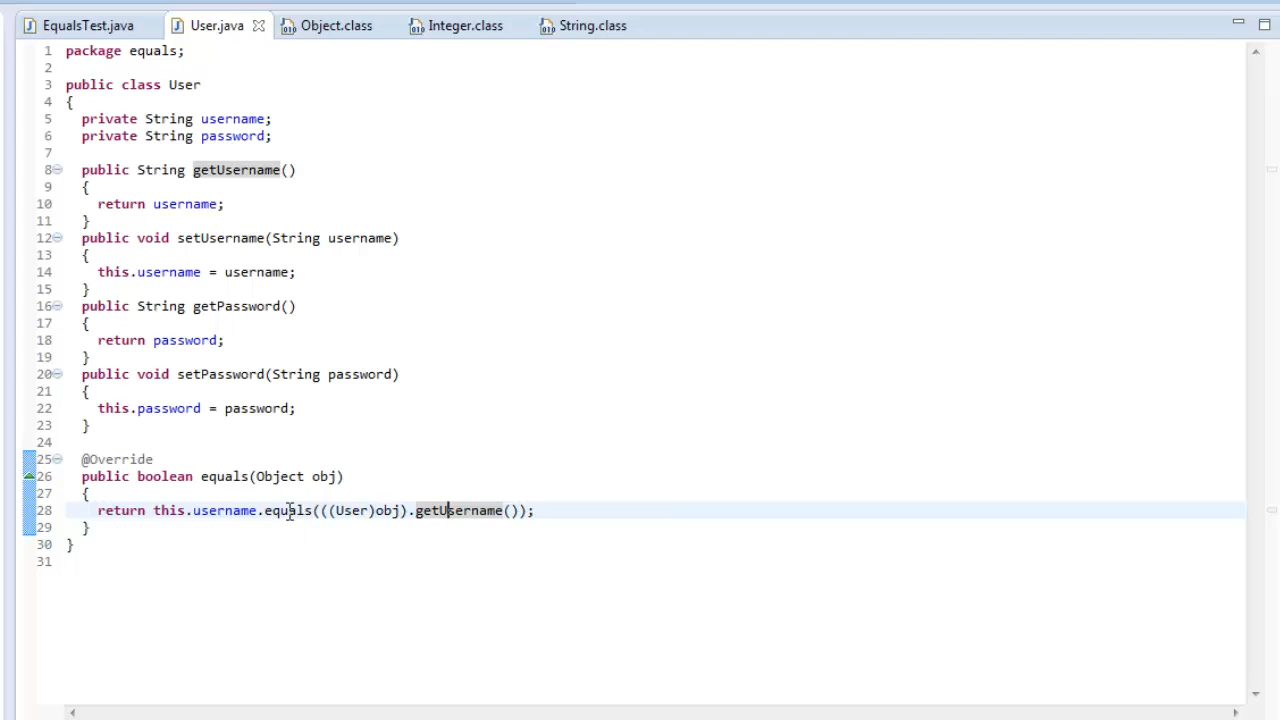 EqualsTest.java User.java Object.class Integer.class String.class
1 package equals;
2
3 public class User
4 {
5 private String username;
6 private String password;
7
8 public String getUsername()
9 {
10 return username;
11 }
12 public void setUsername(String username)
13 {
14 this.username = username;
15 }
16 public String getPassword()
17 {
18 return password;
19 }
20 public void setPassword(String password)
21 {
22 this.password = password;
23 }
24
25 @Override
26 public boolean equals(Object obj)
27 {
28 return this.username.equals(((User)obj).getUsername());
29 }
30 }
31